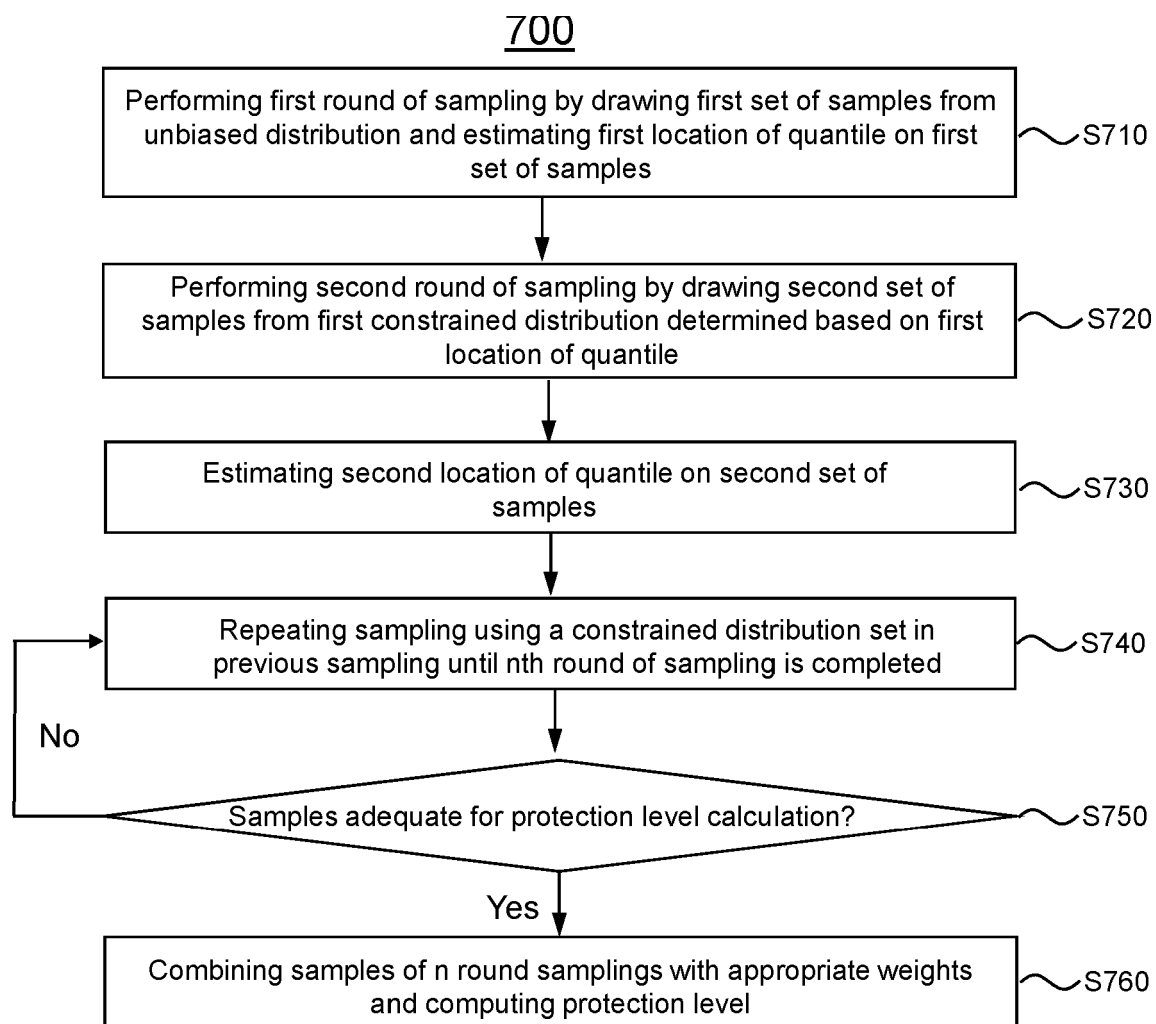 700
Performing first round of sampling by drawing first set of samples from
unbiased distribution and estimating first location of quantile on first
set of samples
S710
Performing second round of sampling by drawing second set of
samples from first constrained distribution determined based on first
location of quantile
S720
Estimating second location of quantile on second set of
samples
S730
Repeating sampling using a constrained distribution set in
previous sampling until nth round of sampling is completed
S740
No
Samples adequate for protection level calculation?
S750
Yes
Combining samples of n round samplings with appropriate weights
and computing protection level
S760